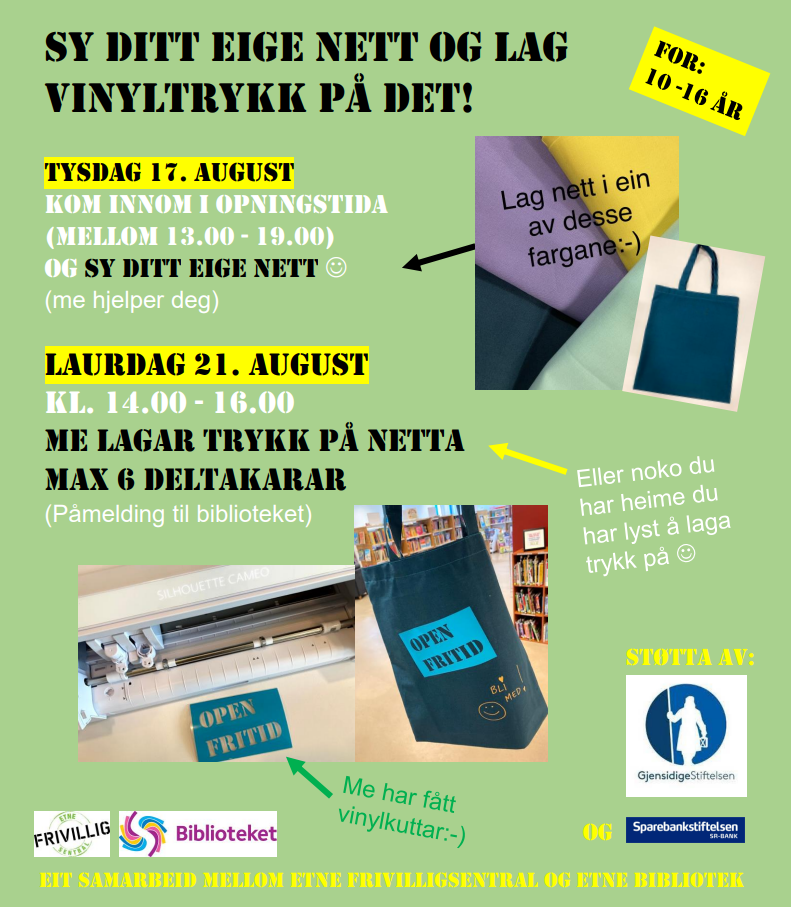 SY DITT EIGE NETT OG LAG
VINYLTRYKK PÅ DET!
FOR:
10 -16 ÅR
TYSDAG 17. AUGUST
KOM INNOM I OPNINGSTIDA
(MELLOM 13.00 - 19.00)
OG SY DITT EIGE NETT ☺
(me hjelper deg)
Lag nett i ein
av desse
fargane:-)
LAURDAG 21. AUGUST
KL. 14.00 - 16.00
ME LAGAR TRYKK PÅ NETTA
MAX 6 DELTAKARAR
(Påmelding til biblioteket)
Eller noko du
har heime du
har lyst å laga
trykk på ☺
SILHOUETTE CAMEO
OPEN
FRITID
OPEN
FRITID
BLI
MED!
Me har fått
vinylkuttar:-)
STØTTA AV:
GjensidigeStiftelsen
OG
Sparebankstiftelsen
SR-BANK
ETNE
FRIVILLIG
SENTRAL
Biblioteket
EIT SAMARBEID MELLOM ETNE FRIVILLIGSENTRAL OG ETNE BIBLIOTEK